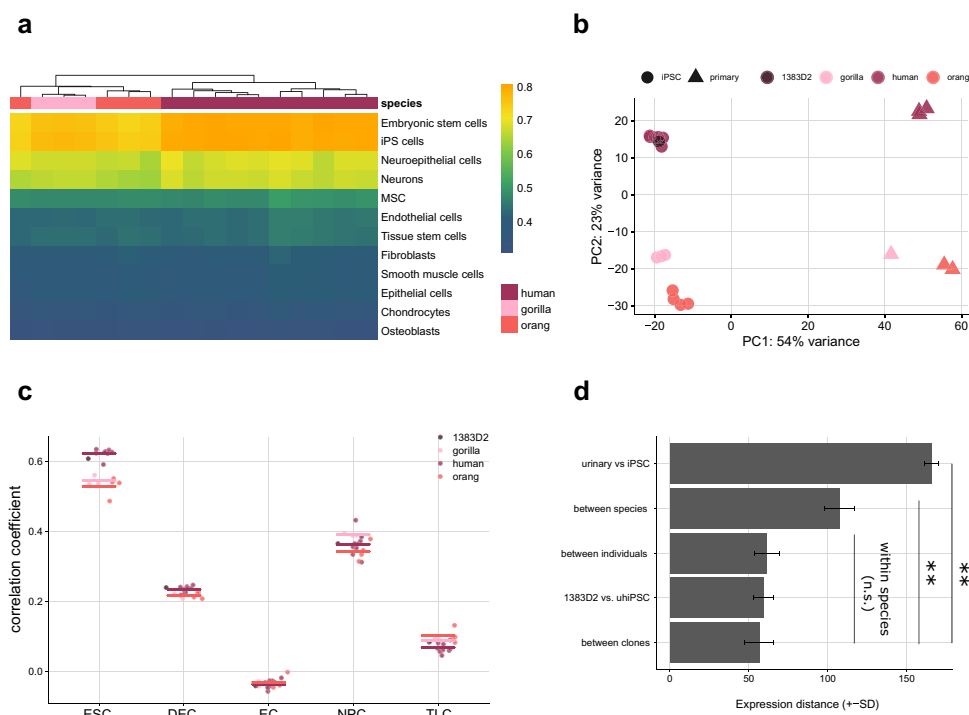 a
species
Embryonic stem cells
iPS cells
Neuroepithelial cells
Neurons
MSC
Endothelial cells
Tissue stem cells
Fibroblasts
Smooth muscle cells
Epithelial cells
Chondrocytes
Osteoblasts
0.8
0.7
0.6
0.5
0.4
human
gorilla
orang
b
iPSC primary 1383D2 gorilla human orang
20
10
0
−10
−20
−30
PC2: 23% variance
−20 0 20 40 60
PC1: 54% variance
c
1383D2
gorilla
human
orang
0.6
0.4
0.2
0.0
correlation coefficient
ESC DEC EC NPC TLC
d
urinary vs iPSC
between species
between individuals
1383D2 vs. uhiPSC
between clones
within species
(n.s.)
**
**
0 50 100 150
Expression distance (+−SD)